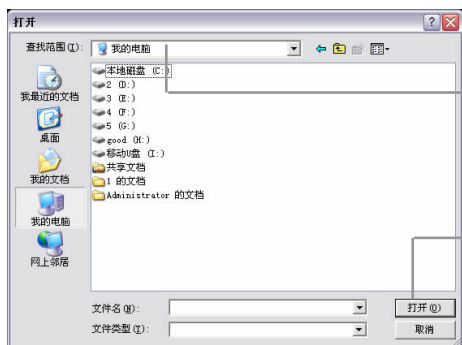 打开
查找范围(I):
我的电脑
我最近的文档
桌面
我的文档
我的电脑
网上邻居
本地磁盘 (C:)
2 (D:)
3 (E:)
4 (F:)
5 (G:)
good (H:)
移动U盘 (I:)
共享文档
1 的文档
Administrator 的文档
文件名(N):
打开(O)
文件类型(T):
取消